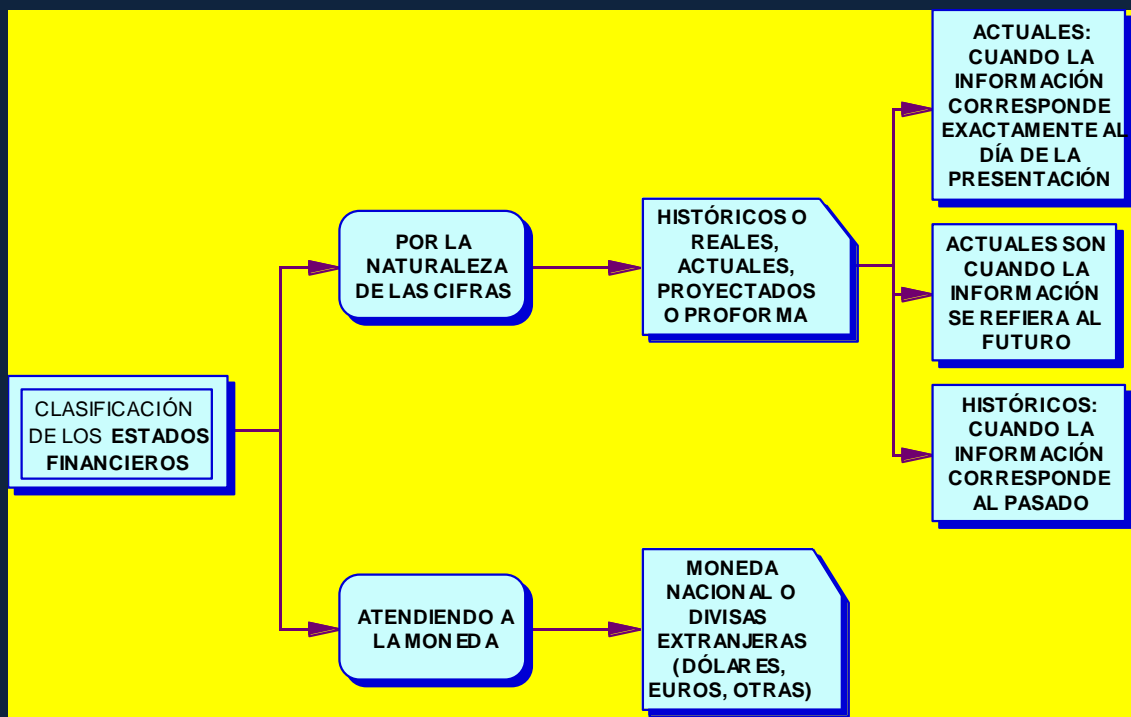 CLASIFICACIÓN
DE LOS ESTADOS
FINANCIEROS
POR LA
NATURALEZA
DE LAS CIFRAS
HISTÓRICOS O
REALES,
ACTUALES,
PROYECTADOS
O PROFORMA
ACTUALES:
CUANDO LA
INFORMACIÓN
CORRESPONDE
EXACTAMENTE AL
DÍA DE LA
PRESENTACIÓN
ACTUALES SON
CUANDO LA
INFORMACIÓN
SE REFIERA AL
FUTURO
HISTÓRICOS:
CUANDO LA
INFORMACIÓN
CORRESPONDE
AL PASADO
ATENDIENDO A
LA MONEDA
MONEDA
NACIONAL O
DIVISAS
EXTRANJERAS
(DÓLARES,
EUROS, OTRAS)